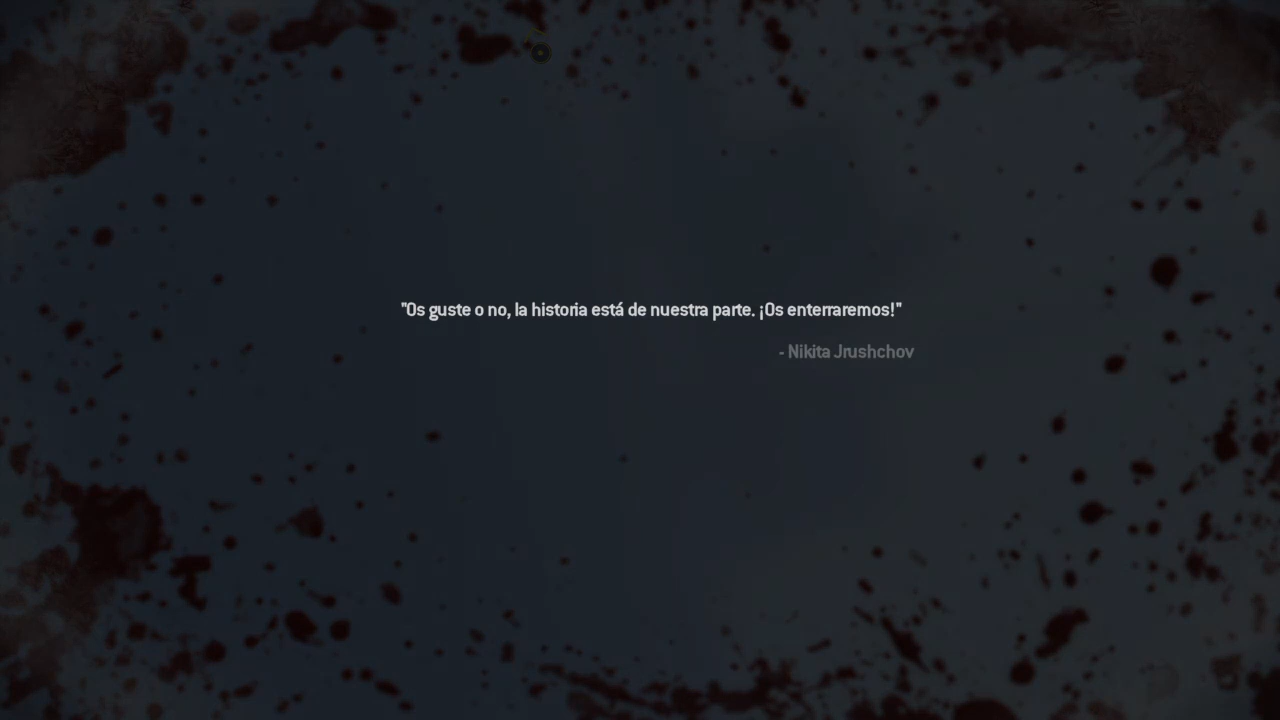 "Os guste o no, la historia está de nuestra parte. ¡Os enterraremos!"
- Nikita Jrushchov